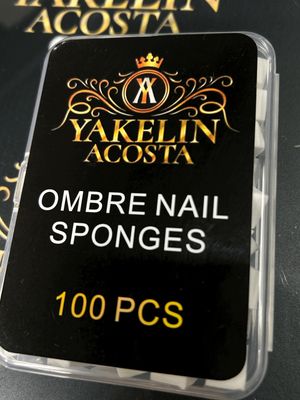 YAKELIN
ACOSTA
YAKELIN
ACOSTA
OMBRE NAIL
SPONGES
100 PCS